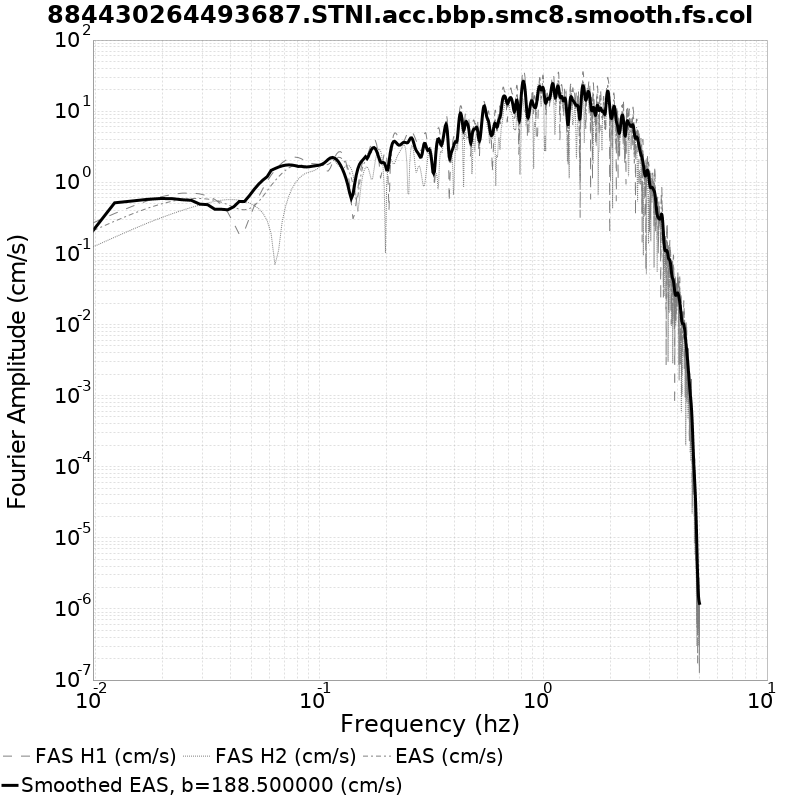 884430264493687.STNI.acc.bbp.smc8.smooth.fs.col
Fourier Amplitude (cm/s)
10^2
10^1
10^0
10^-1
10^-2
10^-3
10^-4
10^-5
10^-6
10^-7
10^-2 10^-1 10^0 10^1
Frequency (hz)
FAS H1 (cm/s) FAS H2 (cm/s) EAS (cm/s)
Smoothed EAS, b=188.500000 (cm/s)